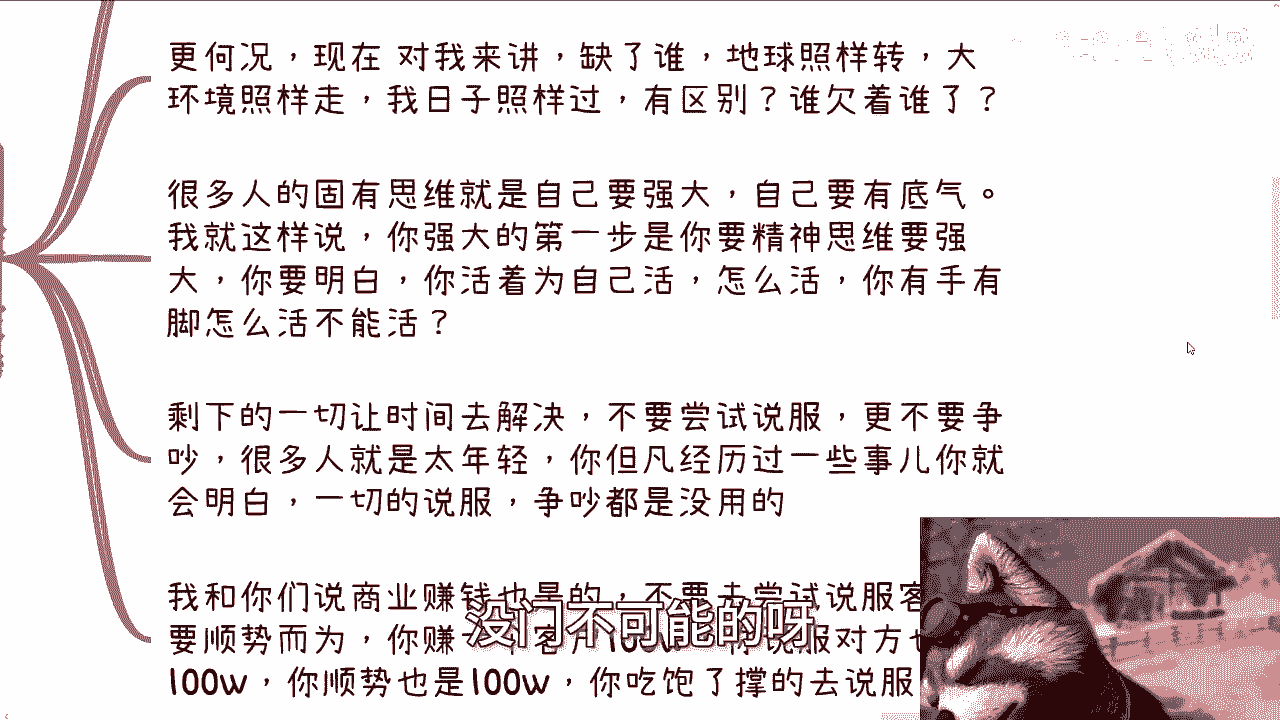 更何况，现在 对我来讲，缺了谁，地球照样转，大
环境照样走，我日子照样过，有区别？谁欠着谁了？
很多人的固有思维就是自己要强大，自己要有底气。
我就这样说，你强大的第一步是你要精神思维要强
大，你要明白，你活着为自己活，怎么活，你有手有
脚怎么活不能活？
剩下的一切让时间去解决，不要尝试说服，更不要争
吵，很多人就是太年轻，你但凡经历过一些事儿你就
会明白，一切的说服，争吵都是没用的
我和你们说商业赚钱也是的，不要去尝试说服客
要顺势而为，你赚一个客户100w，你说服对方也
100w，你顺势也是100w，你吃饱了撑的去说服
没门不可能的呀